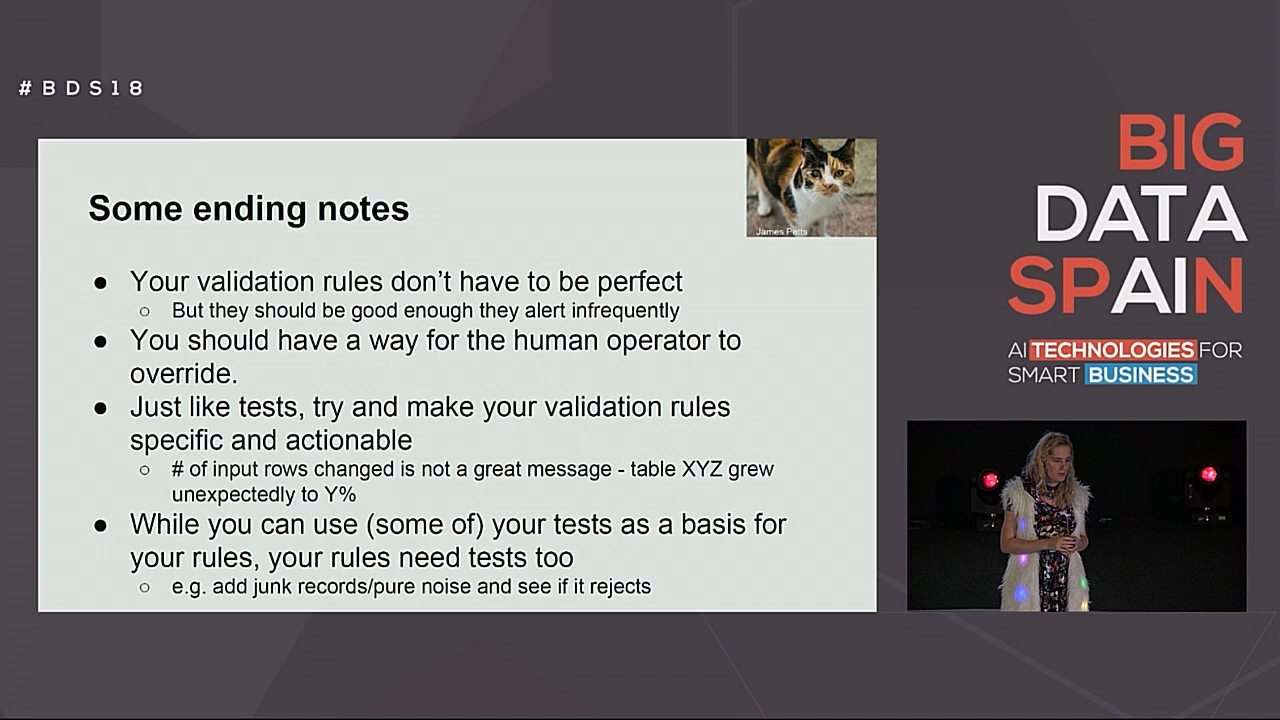 #BDS18
Some ending notes
James Petts
● Your validation rules don't have to be perfect
○ But they should be good enough they alert infrequently
● You should have a way for the human operator to
override.
● Just like tests, try and make your validation rules
specific and actionable
○ # of input rows changed is not a great message - table XYZ grew
unexpectedly to Y%
● While you can use (some of) your tests as a basis for
your rules, your rules need tests too
○ e.g. add junk records/pure noise and see if it rejects
BIG
DATA
SPAIN
AI TECHNOLOGIES FOR
SMART BUSINESS